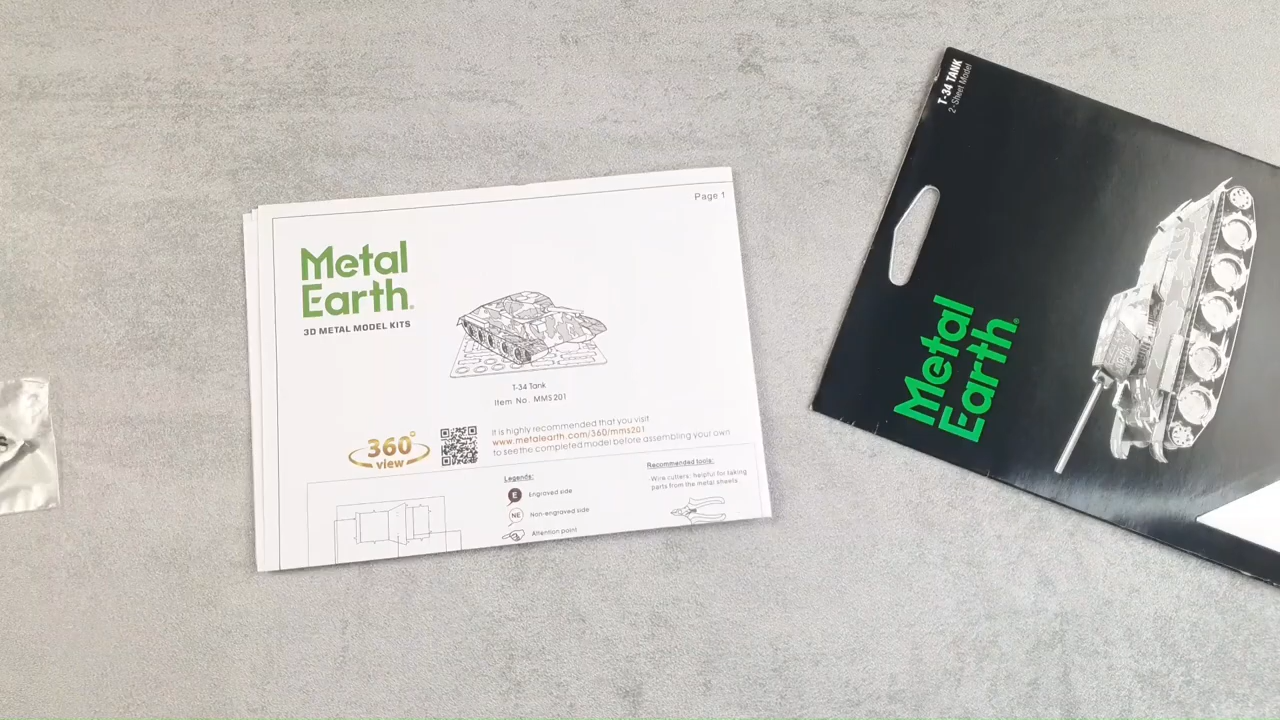 Page 1
Metal
Earth®
3D METAL MODEL KITS
T-34 Tank
Item No. MMS201
360°
view
It is highly recommended that you visit
www.metalearth.com/360/mms201
to see the completed model before assembling your own
Legends:
E Engraved side
NE Non-engraved side
Attention point
Recommended tools:
Wire cutters: helpful for taking
parts from the metal sheets
T-34 TANK
2-Sheet Model
Metal
Earth®
S